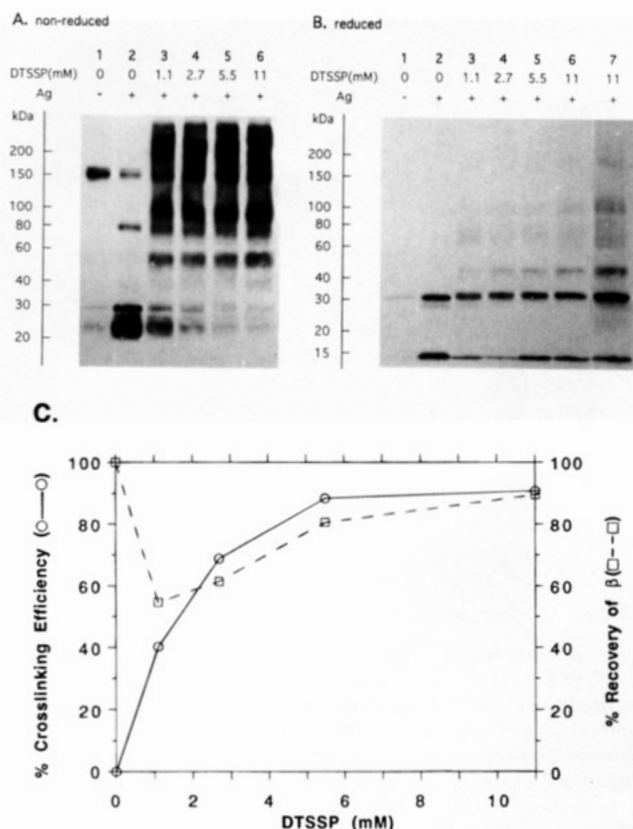 A. non-reduced
1 2 3 4 5 6
DTSSP(mM) 0 0 1.1 2.7 5.5 11
Ag - + + + + +
kDa
200
150
100
80
60
40
30
20
B. reduced
1 2 3 4 5 6 7
DTSSP(mM) 0 0 1.1 2.7 5.5 11 11
Ag - + + + + + +
kDa
200
150
100
80
60
40
30
20
15
C.
% Crosslinking Efficiency (○—○)
100
80
60
40
20
0
100
80
60
40
20
0
% Recovery of β(□--□)
0 2 4 6 8 10
DTSSP (mM)